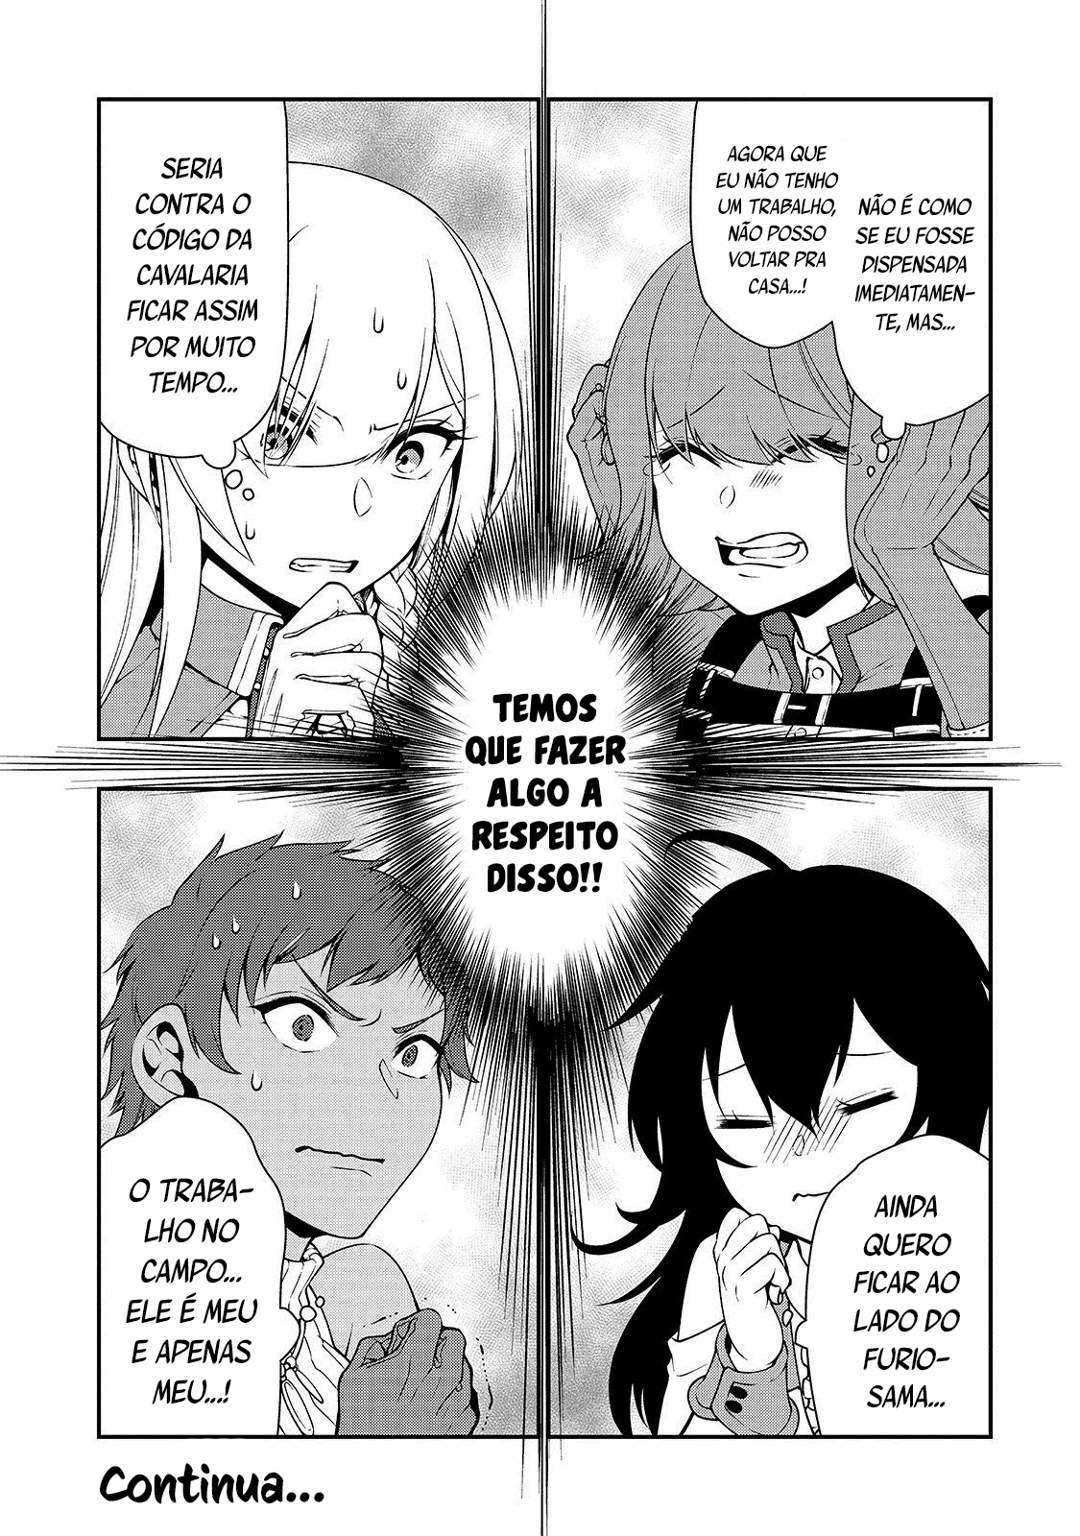 NÃO É COMO
SE EU FOSSE
DISPENSADA
IMEDIATAMEN-
TE, MAS...
AGORA QUE
EU NÃO TENHO
UM TRABALHO,
NÃO POSSO
VOLTAR PRA
CASA...!
SERIA
CONTRA O
CÓDIGO DA
CAVALARIA
FICAR ASSIM
POR MUITO
TEMPO...
TEMOS
QUE FAZER
ALGO A
RESPEITO
DISSO!!
AINDA
QUERO
FICAR AO
LADO DO
FURIO-
SAMA...
O TRABA-
LHO NO
CAMPO...
ELE É MEU
E APENAS
MEU...!
Continua...